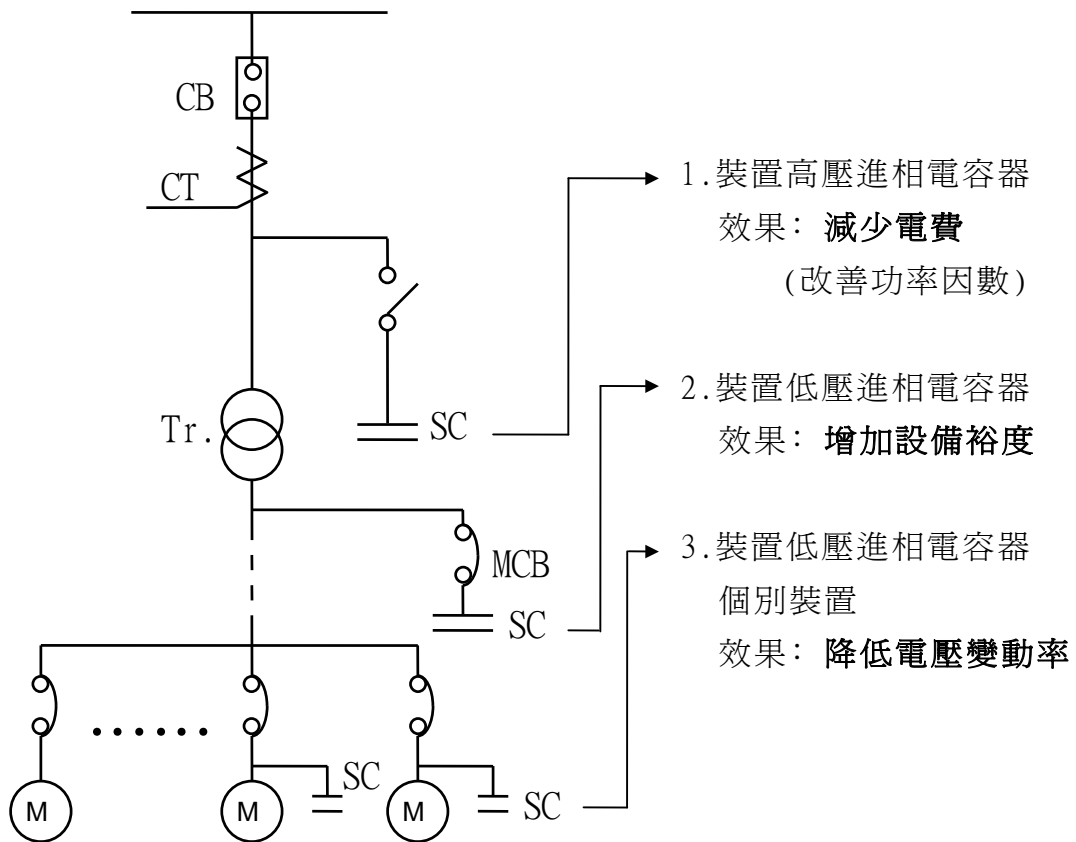 CB
CT
1.裝置高壓進相電容器
效果：減少電費
(改善功率因數)
Tr.
SC
2.裝置低壓進相電容器
效果：增加設備裕度
MCB
SC
3.裝置低壓進相電容器
個別裝置
效果：降低電壓變動率
......
SC
SC
M
M
M